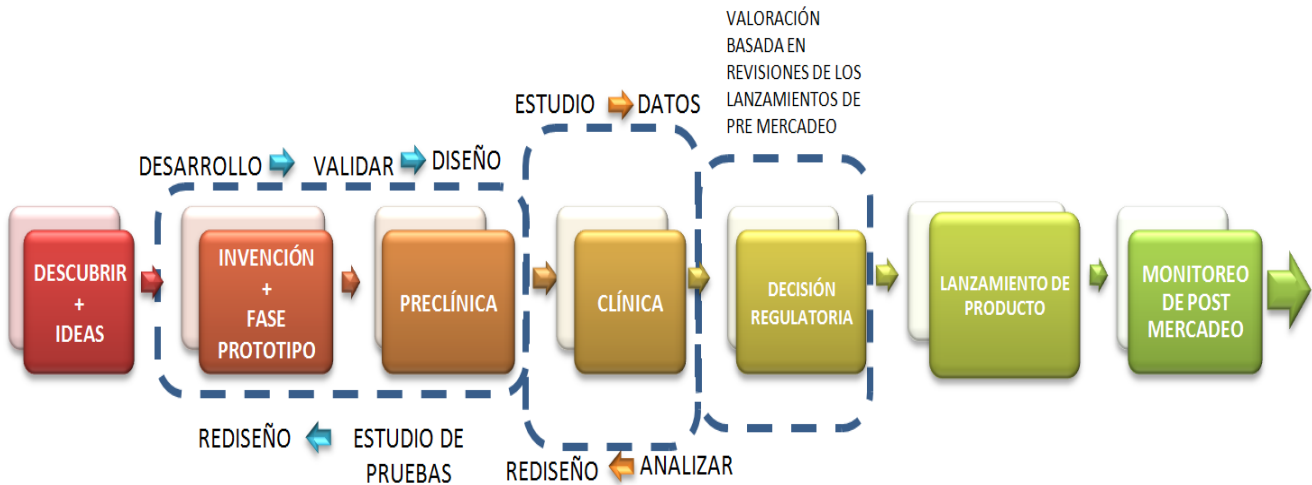 VALORACIÓN
BASADA EN
REVISIONES DE LOS
LANZAMIENTOS DE
PRE MERCADEO
ESTUDIO DATOS
DESARROLLO VALIDAR DISEÑO
DESCUBRIR
+
IDEAS
INVENCIÓN
+
FASE
PROTOTIPO
PRECLÍNICA
CLÍNICA
DECISIÓN
REGULATORIA
LANZAMIENTO DE
PRODUCTO
MONITOREO
DE POST
MERCADEO
REDISEÑO ESTUDIO DE
PRUEBAS
REDISEÑO ANALIZAR